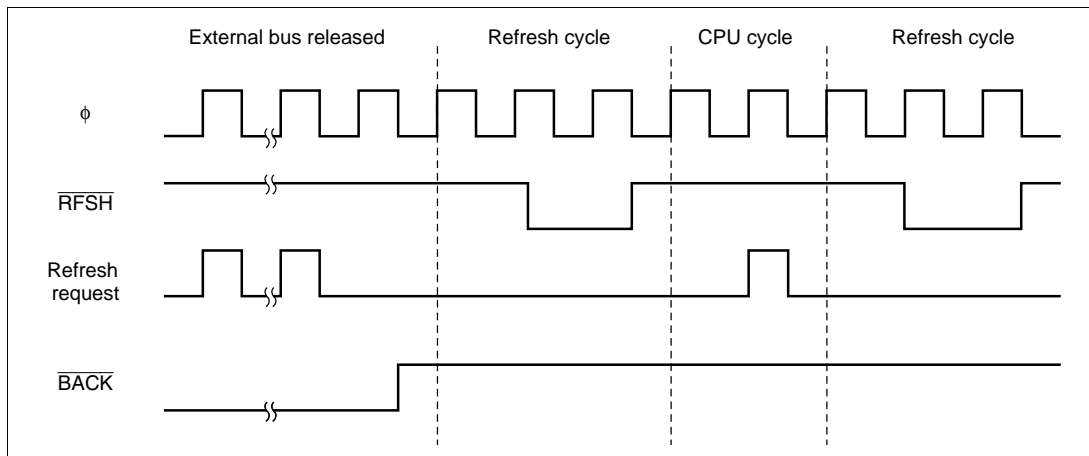 External bus released
Refresh cycle
CPU cycle
Refresh cycle
ϕ
RFSH
Refresh
request
BACK